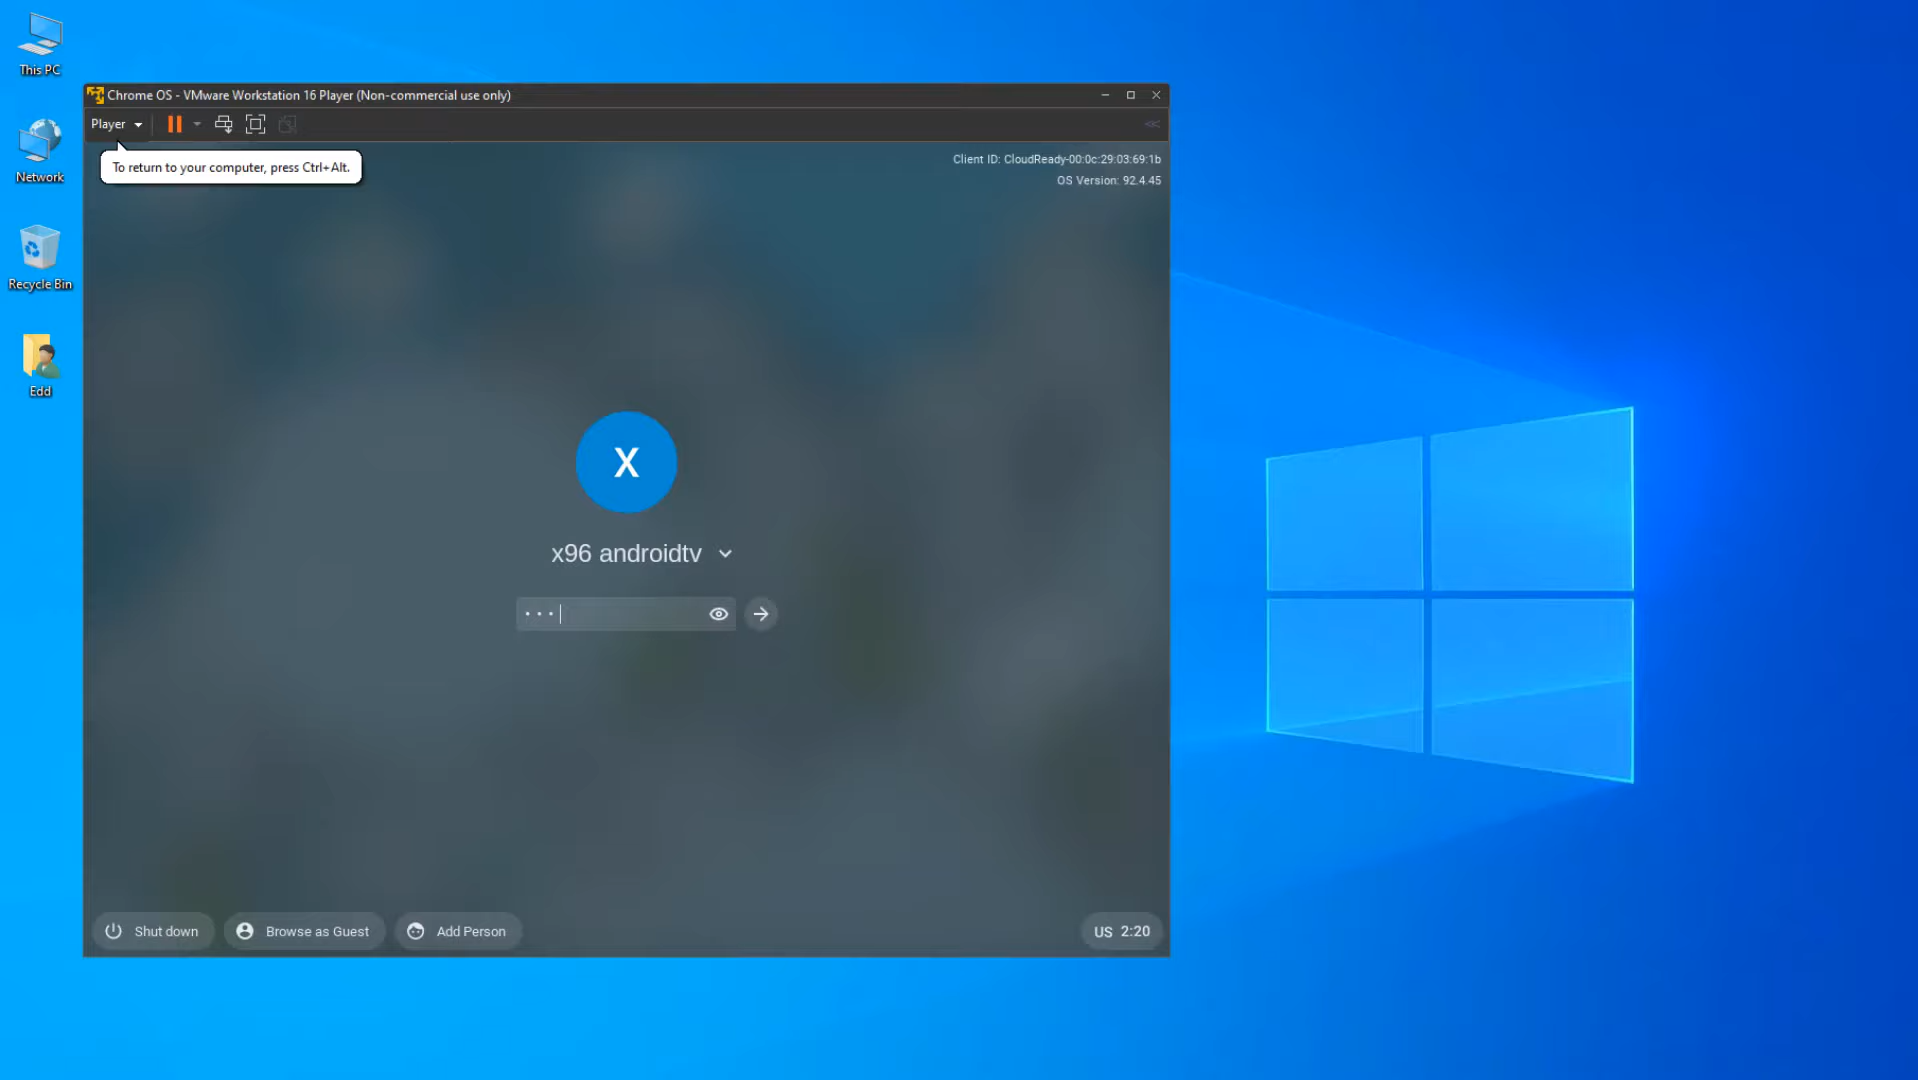 This PC
Network
Recycle Bin
Edd
Chrome OS - VMware Workstation 16 Player (Non-commercial use only)
Player
To return to your computer, press Ctrl+Alt.
Client ID: CloudReady-00:0c:29:03:69:1b
OS Version: 92.4.45
X
x96 androidtv
Shut down
Browse as Guest
Add Person
US 2:20